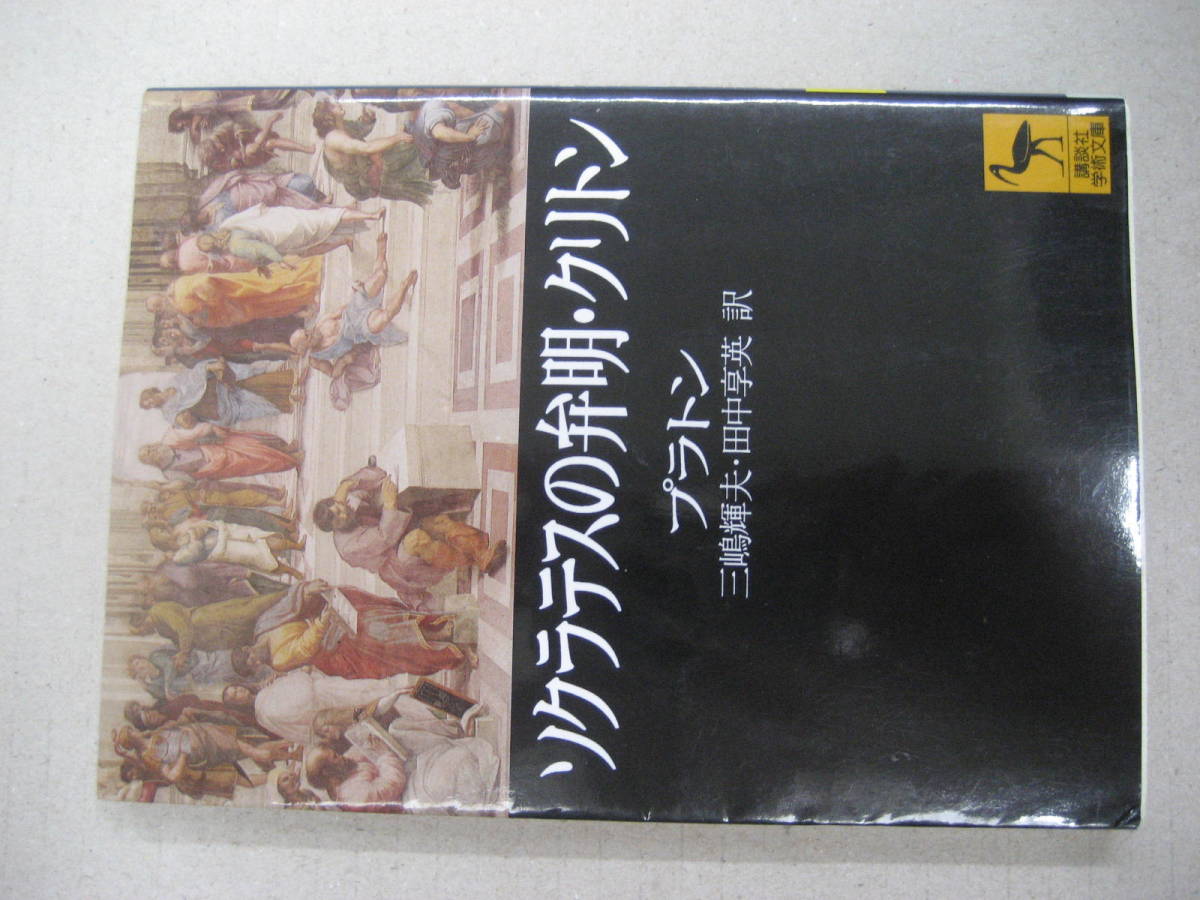 ソクラテスの弁明・クリトン
プラトン
三嶋輝夫・田中享英 訳
講談社
学術文庫